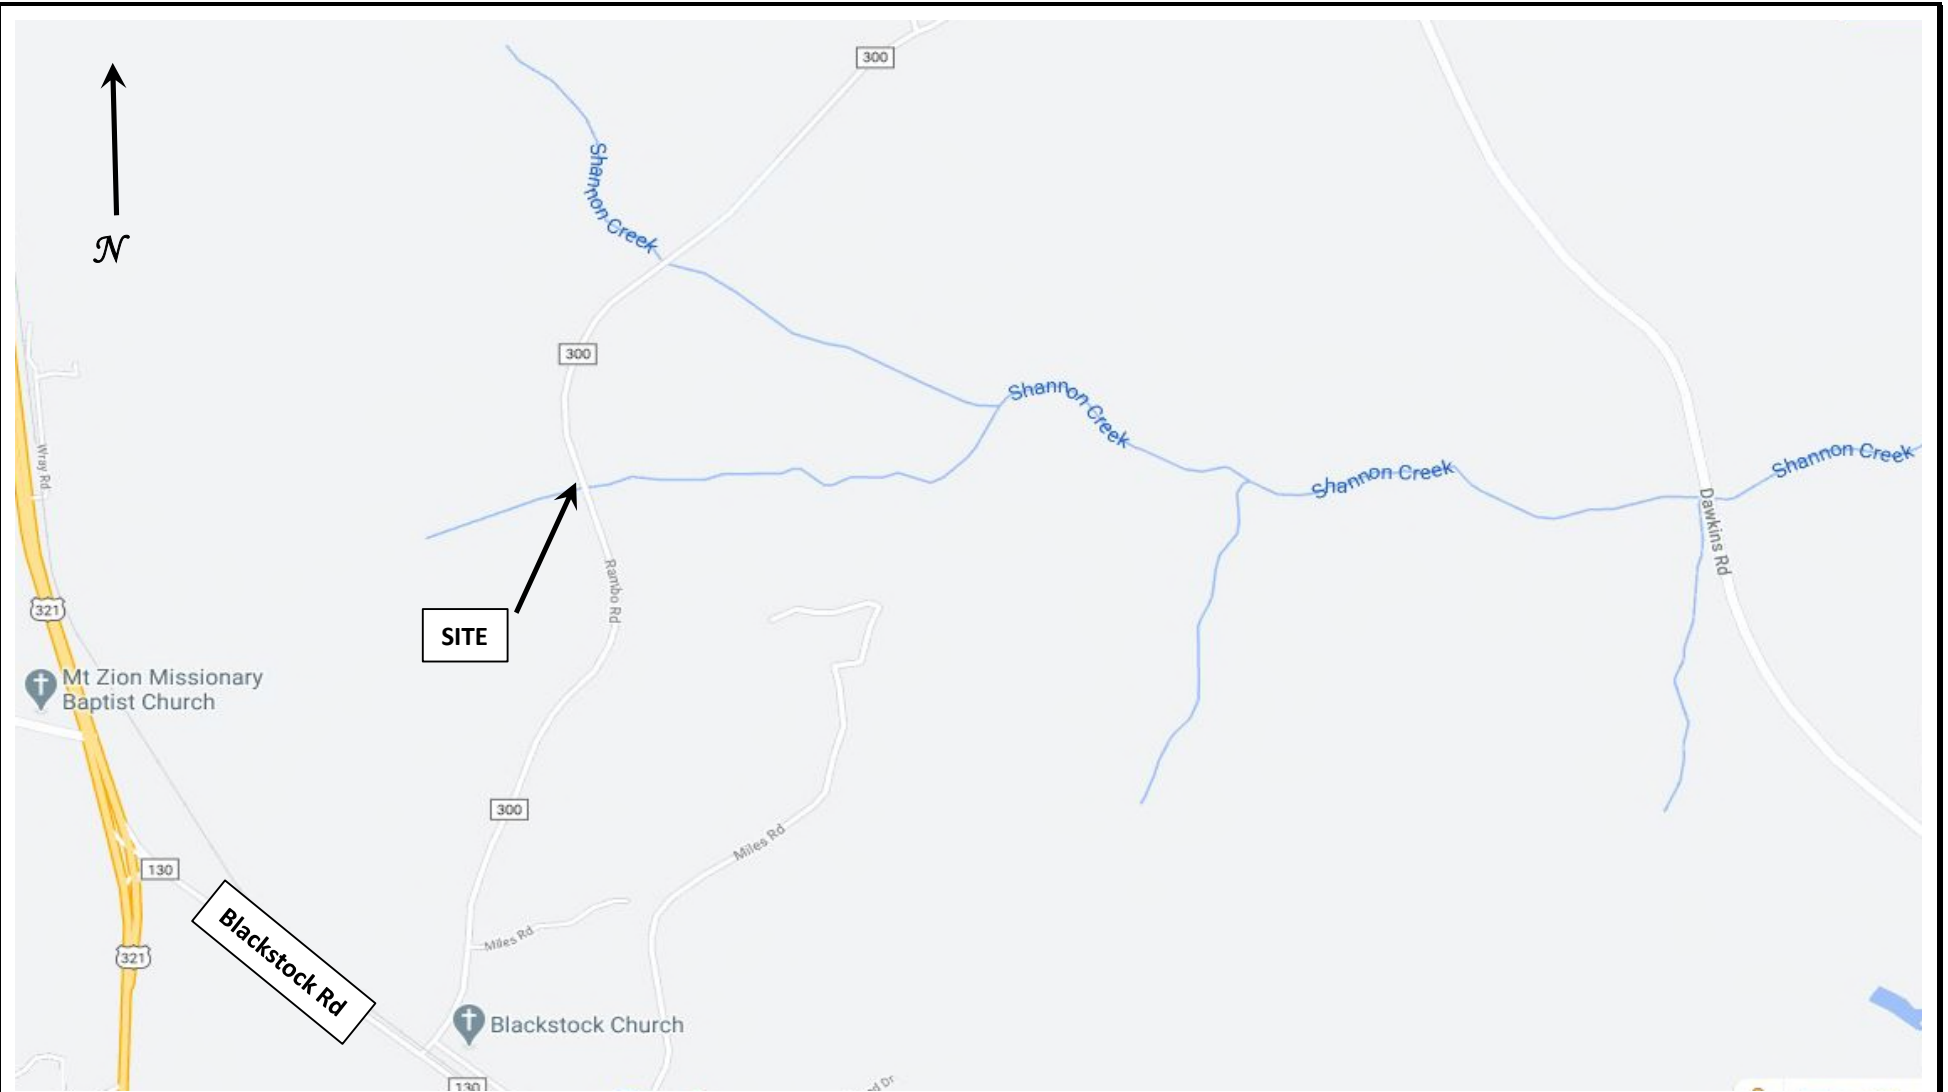 300
N
Shannon Creek
300
Shannon Creek
Wray Rd
Shannon Creek
Shannon Creek
Dawkins Rd
Rambo Rd
321
SITE
Mt Zion Missionary
Baptist Church
300
Miles Rd
130
Blackstock Rd
Miles Rd
321
Blackstock Church
130